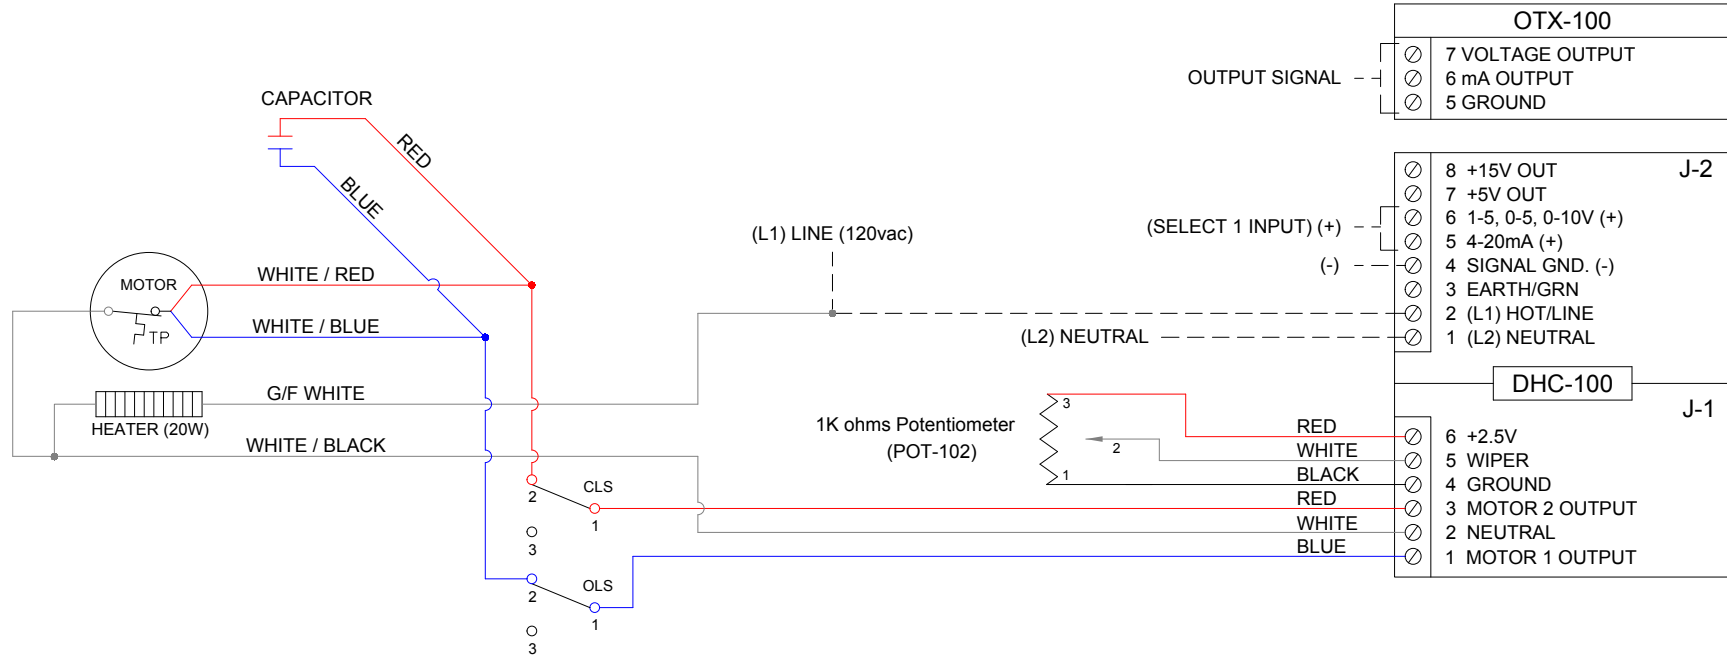 OTX-100
7 VOLTAGE OUTPUT
OUTPUT SIGNAL
6 mA OUTPUT
5 GROUND
CAPACITOR
RED
BLUE
J-2
8 +15V OUT
7 +5V OUT
(SELECT 1 INPUT) (+)
6 1-5, 0-5, 0-10V (+)
5 4-20mA (+)
(-)
4 SIGNAL GND. (-)
3 EARTH/GRN
(L1) LINE (120vac)
2 (L1) HOT/LINE
(L2) NEUTRAL
1 (L2) NEUTRAL
MOTOR
TP
WHITE / RED
WHITE / BLUE
G/F WHITE
HEATER (20W)
WHITE / BLACK
DHC-100
J-1
1K ohms Potentiometer
(POT-102)
3
2
1
RED
6 +2.5V
WHITE
5 WIPER
BLACK
4 GROUND
RED
3 MOTOR 2 OUTPUT
WHITE
2 NEUTRAL
BLUE
1 MOTOR 1 OUTPUT
CLS
2
1
3
OLS
2
1
3